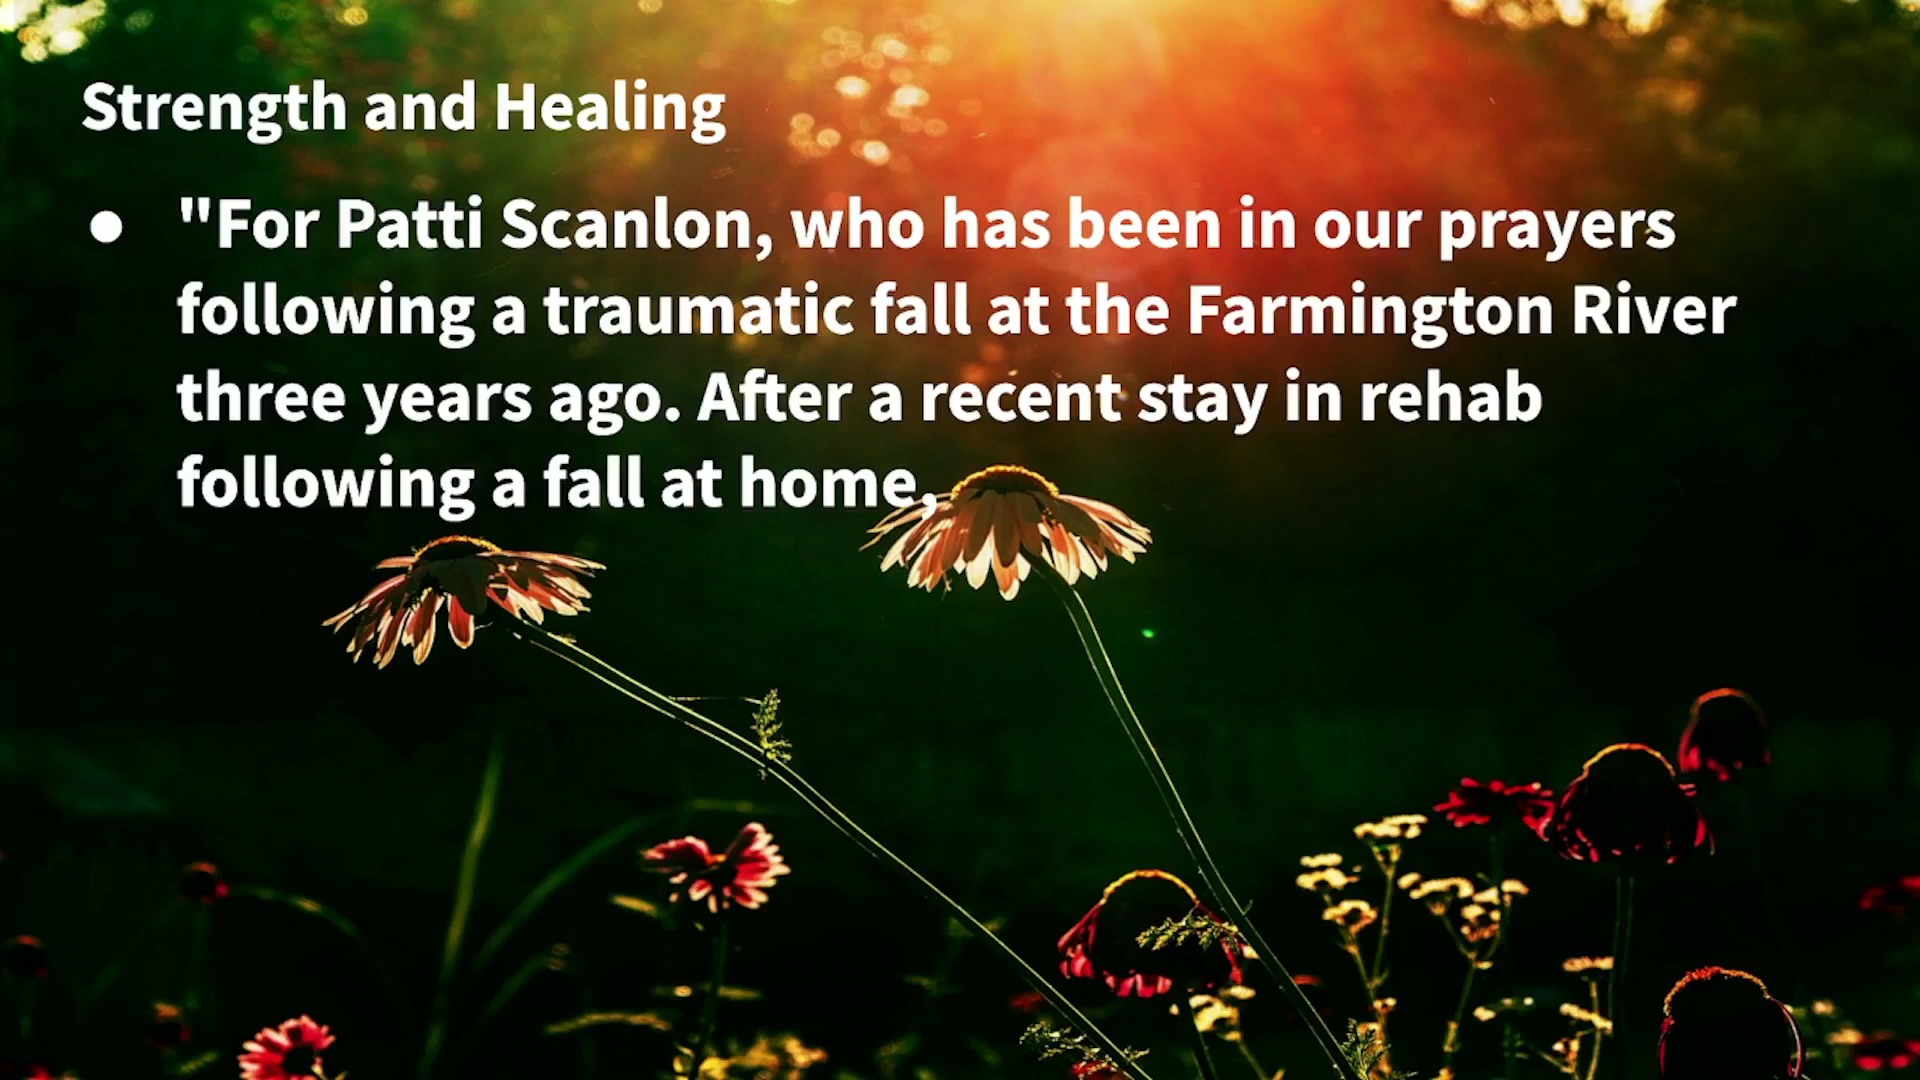 Strength and Healing
● "For Patti Scanlon, who has been in our prayers
following a traumatic fall at the Farmington River
three years ago. After a recent stay in rehab
following a fall at home,